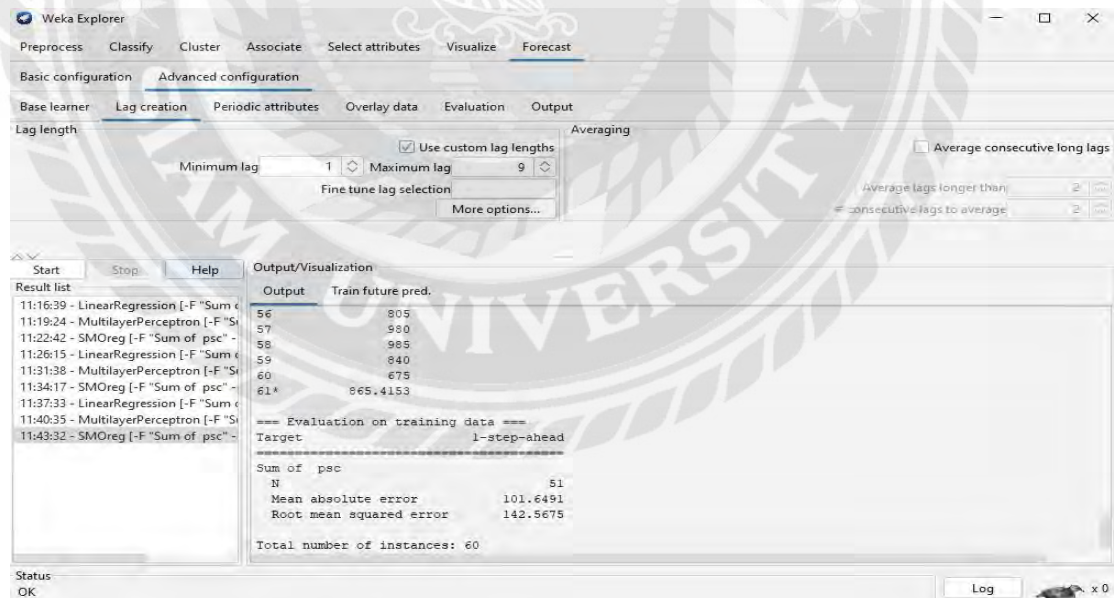 Weka Explorer
Preprocess Classify Cluster Associate Select attributes Visualize Forecast
Basic configuration Advanced configuration
Base learner Lag creation Periodic attributes Overlay data Evaluation Output
Lag length
Use custom lag lengths
Minimum lag 1 Maximum lag 9
Fine tune lag selection
More options...
Averaging
Average consecutive long lags
Average lags longer than 2
# consecutive lags to average 2
Start Stop Help
Result list
11:16:39 - LinearRegression [-F "Sum
11:19:24 - MultilayerPerceptron [-F "Su
11:22:42 - SMOreg [-F "Sum of psc" -
11:26:15 - LinearRegression [-F "Sum
11:31:38 - MultilayerPerceptron [-F "Su
11:34:17 - SMOreg [-F "Sum of psc" -
11:37:33 - LinearRegression [-F "Sum
11:40:35 - MultilayerPerceptron [-F "Su
11:43:32 - SMOreg [-F "Sum of psc" -
Output/Visualization
Output Train future pred.
56 805
57 980
58 985
59 840
60 675
61* 865.4153
=== Evaluation on training data ===
Target 1-step-ahead
==========================================
Sum of psc
N 51
Mean absolute error 101.6491
Root mean squared error 142.5675
Total number of instances: 60
Status
OK
Log x 0
SIAM UNIVERSITY